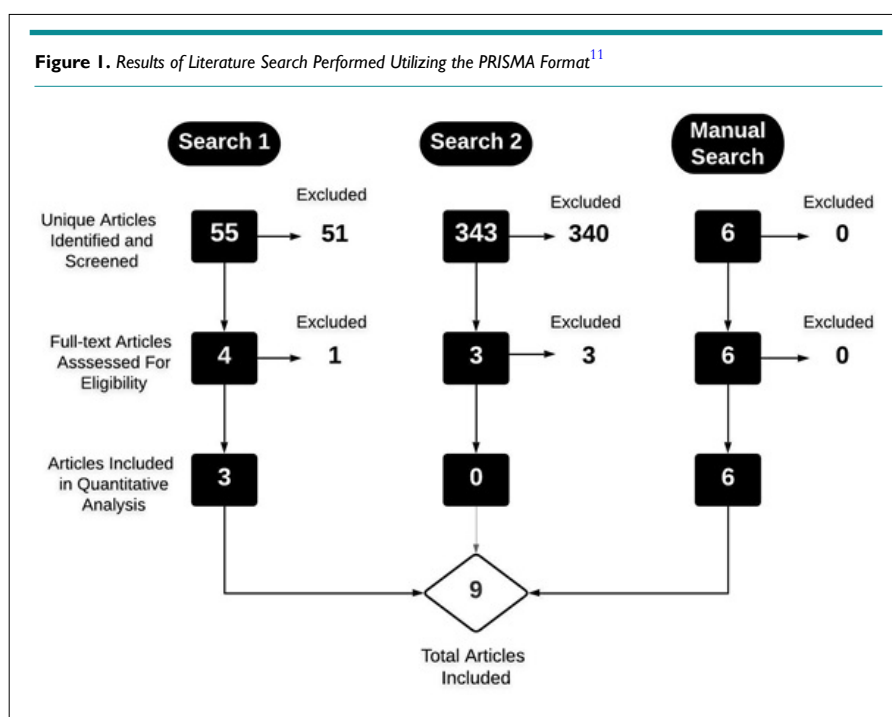 Figure 1. Results of Literature Search Performed Utilizing the PRISMA Format11
Search 1
Search 2
Manual
Search
Unique Articles
Identified and
Screened
55
Excluded
51
343
Excluded
340
6
Excluded
0
Full-text Articles
Asssessed For
Eligibility
4
Excluded
1
3
Excluded
3
6
Excluded
0
Articles Included
in Quantitative
Analysis
3
0
6
9
Total Articles
Included